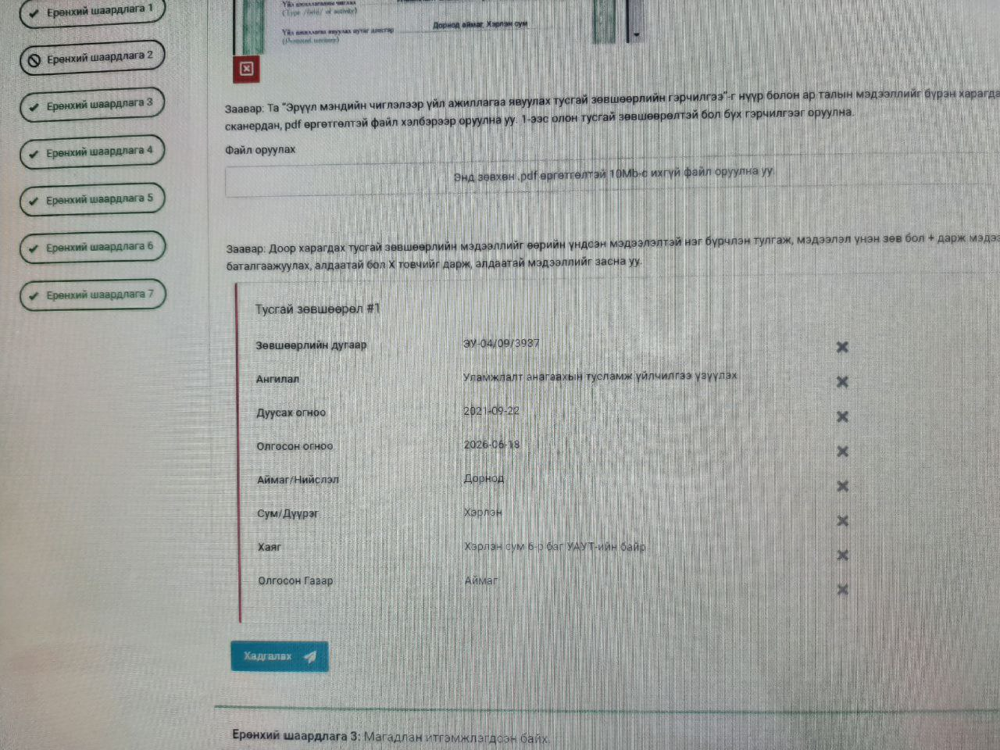 Ерөнхий шаардлага 1
Ерөнхий шаардлага 2
Ерөнхий шаардлага 3
Ерөнхий шаардлага 4
Ерөнхий шаардлага 5
Ерөнхий шаардлага 6
Ерөнхий шаардлага 7
Үйл ажиллагааны чиглэл
(Type /field/ of activity)
Үйл ажиллагаа явуулах нутаг дэвсгэр
Дорнод аймаг, Хэрлэн сум
(Permitted territory)
Заавар: Та "Эрүүл мэндийн чиглэлээр үйл ажиллагаа явуулах тусгай зөвшөөрлийн гэрчилгээ"-г нүүр болон ар талын мэдээллийг бүрэн харагда
сканердан, pdf өргөтгөлтэй файл хэлбэрээр оруулна уу. 1-ээс олон тусгай зөвшөөрөлтэй бол бүх гэрчилгээг оруулна.
Файл оруулах
Энд зөвхөн .pdf өргөтгөлтэй 10Mb-с ихгүй файл оруулна уу.
Заавар: Доор харагдах тусгай зөвшөөрлийн мэдээллийг өөрийн үндсэн мэдээлэлтэй нэг бүрчлэн тулгаж, мэдээлэл үнэн зөв бол + дарж мэдээ
баталгаажуулах, алдаатай бол X товчийг дарж, алдаатай мэдээллийг засна уу.
Тусгай зөвшөөрөл #1
Зөвшөөрлийн дугаар ЭУ-04/09/3937
Ангилал Уламжлалт анагаахын тусламж үйлчилгээ үзүүлэх
Дуусах огноо 2021-09-22
Олгосон огноо 2026-06-18
Аймаг/Нийслэл Дорнод
Сум/Дүүрэг Хэрлэн
Хаяг Хэрлэн сум 6-р баг УАУТ-ийн байр
Олгосон Газар Аймаг
Хадгалах
Ерөнхий шаардлага 3: Магадлан итгэмжлэгдсэн байх.